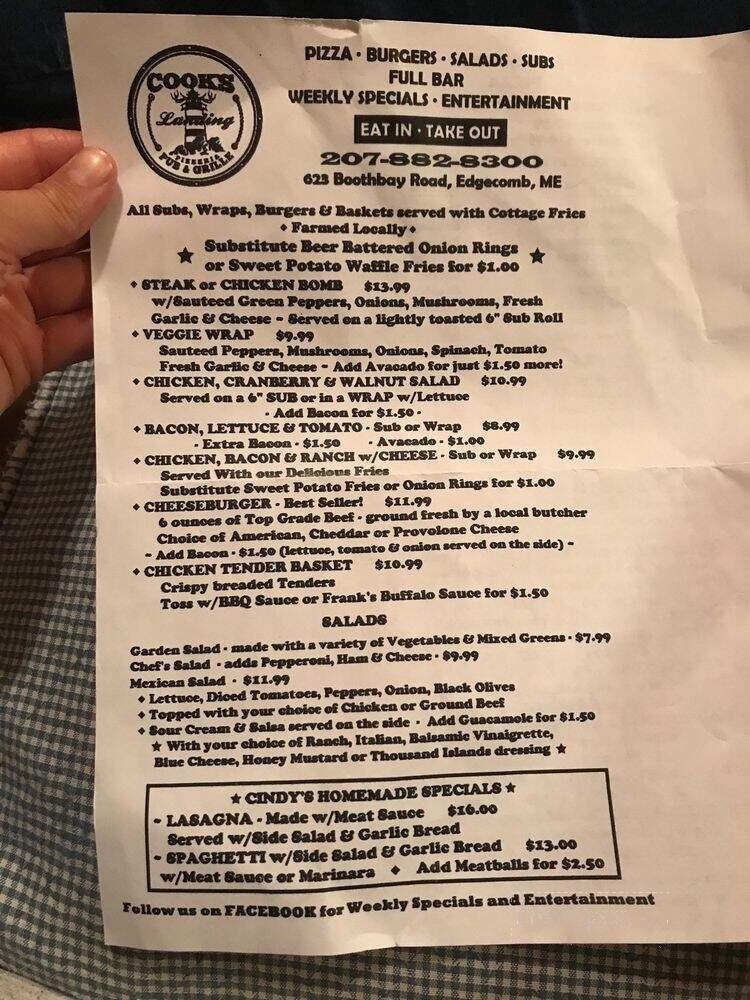 COOK'S
Landing
PIZZERIA
PUB & GRILLE
PIZZA • BURGERS • SALADS • SUBS
FULL BAR
WEEKLY SPECIALS • ENTERTAINMENT
EAT IN • TAKE OUT
207-882-8300
623 Boothbay Road, Edgecomb, ME
All Subs, Wraps, Burgers & Baskets served with Cottage Fries
♦ Farmed Locally ♦
★ Substitute Beer Battered Onion Rings ★
or Sweet Potato Waffle Fries for $1.00
♦ STEAK or CHICKEN BOMB $13.99
w/Sauteed Green Peppers, Onions, Mushrooms, Fresh
Garlic & Cheese ~ Served on a lightly toasted 6" Sub Roll
♦ VEGGIE WRAP $9.99
Sauteed Peppers, Mushrooms, Onions, Spinach, Tomato
Fresh Garlic & Cheese ~ Add Avacado for just $1.50 more!
♦ CHICKEN, CRANBERRY & WALNUT SALAD $10.99
Served on a 6" SUB or in a WRAP w/Lettuce
- Add Bacon for $1.50 -
♦ BACON, LETTUCE & TOMATO - Sub or Wrap $8.99
- Extra Bacon - $1.50 - Avacado - $1.00
♦ CHICKEN, BACON & RANCH w/CHEESE - Sub or Wrap $9.99
Served With our Delicious Fries
Substitute Sweet Potato Fries or Onion Rings for $1.00
♦ CHEESEBURGER - Best Seller! $11.99
6 ounces of Top Grade Beef - ground fresh by a local butcher
Choice of American, Cheddar or Provolone Cheese
~ Add Bacon - $1.50 (lettuce, tomato & onion served on the side) ~
♦ CHICKEN TENDER BASKET $10.99
Crispy breaded Tenders
Toss w/BBQ Sauce or Frank's Buffalo Sauce for $1.50
SALADS
Garden Salad - made with a variety of Vegetables & Mixed Greens - $7.99
Chef's Salad - adds Pepperoni, Ham & Cheese - $9.99
Mexican Salad - $11.99
♦ Lettuce, Diced Tomatoes, Peppers, Onion, Black Olives
♦ Topped with your choice of Chicken or Ground Beef
♦ Sour Cream & Salsa served on the side - Add Guacamole for $1.50
★ With your choice of Ranch, Italian, Balsamic Vinaigrette,
Blue Cheese, Honey Mustard or Thousand Islands dressing ★
★ CINDY'S HOMEMADE SPECIALS ★
~ LASAGNA - Made w/Meat Sauce $16.00
Served w/Side Salad & Garlic Bread
~ SPAGHETTI w/Side Salad & Garlic Bread $13.00
w/Meat Sauce or Marinara ♦ Add Meatballs for $2.50
Follow us on FACEBOOK for Weekly Specials and Entertainment